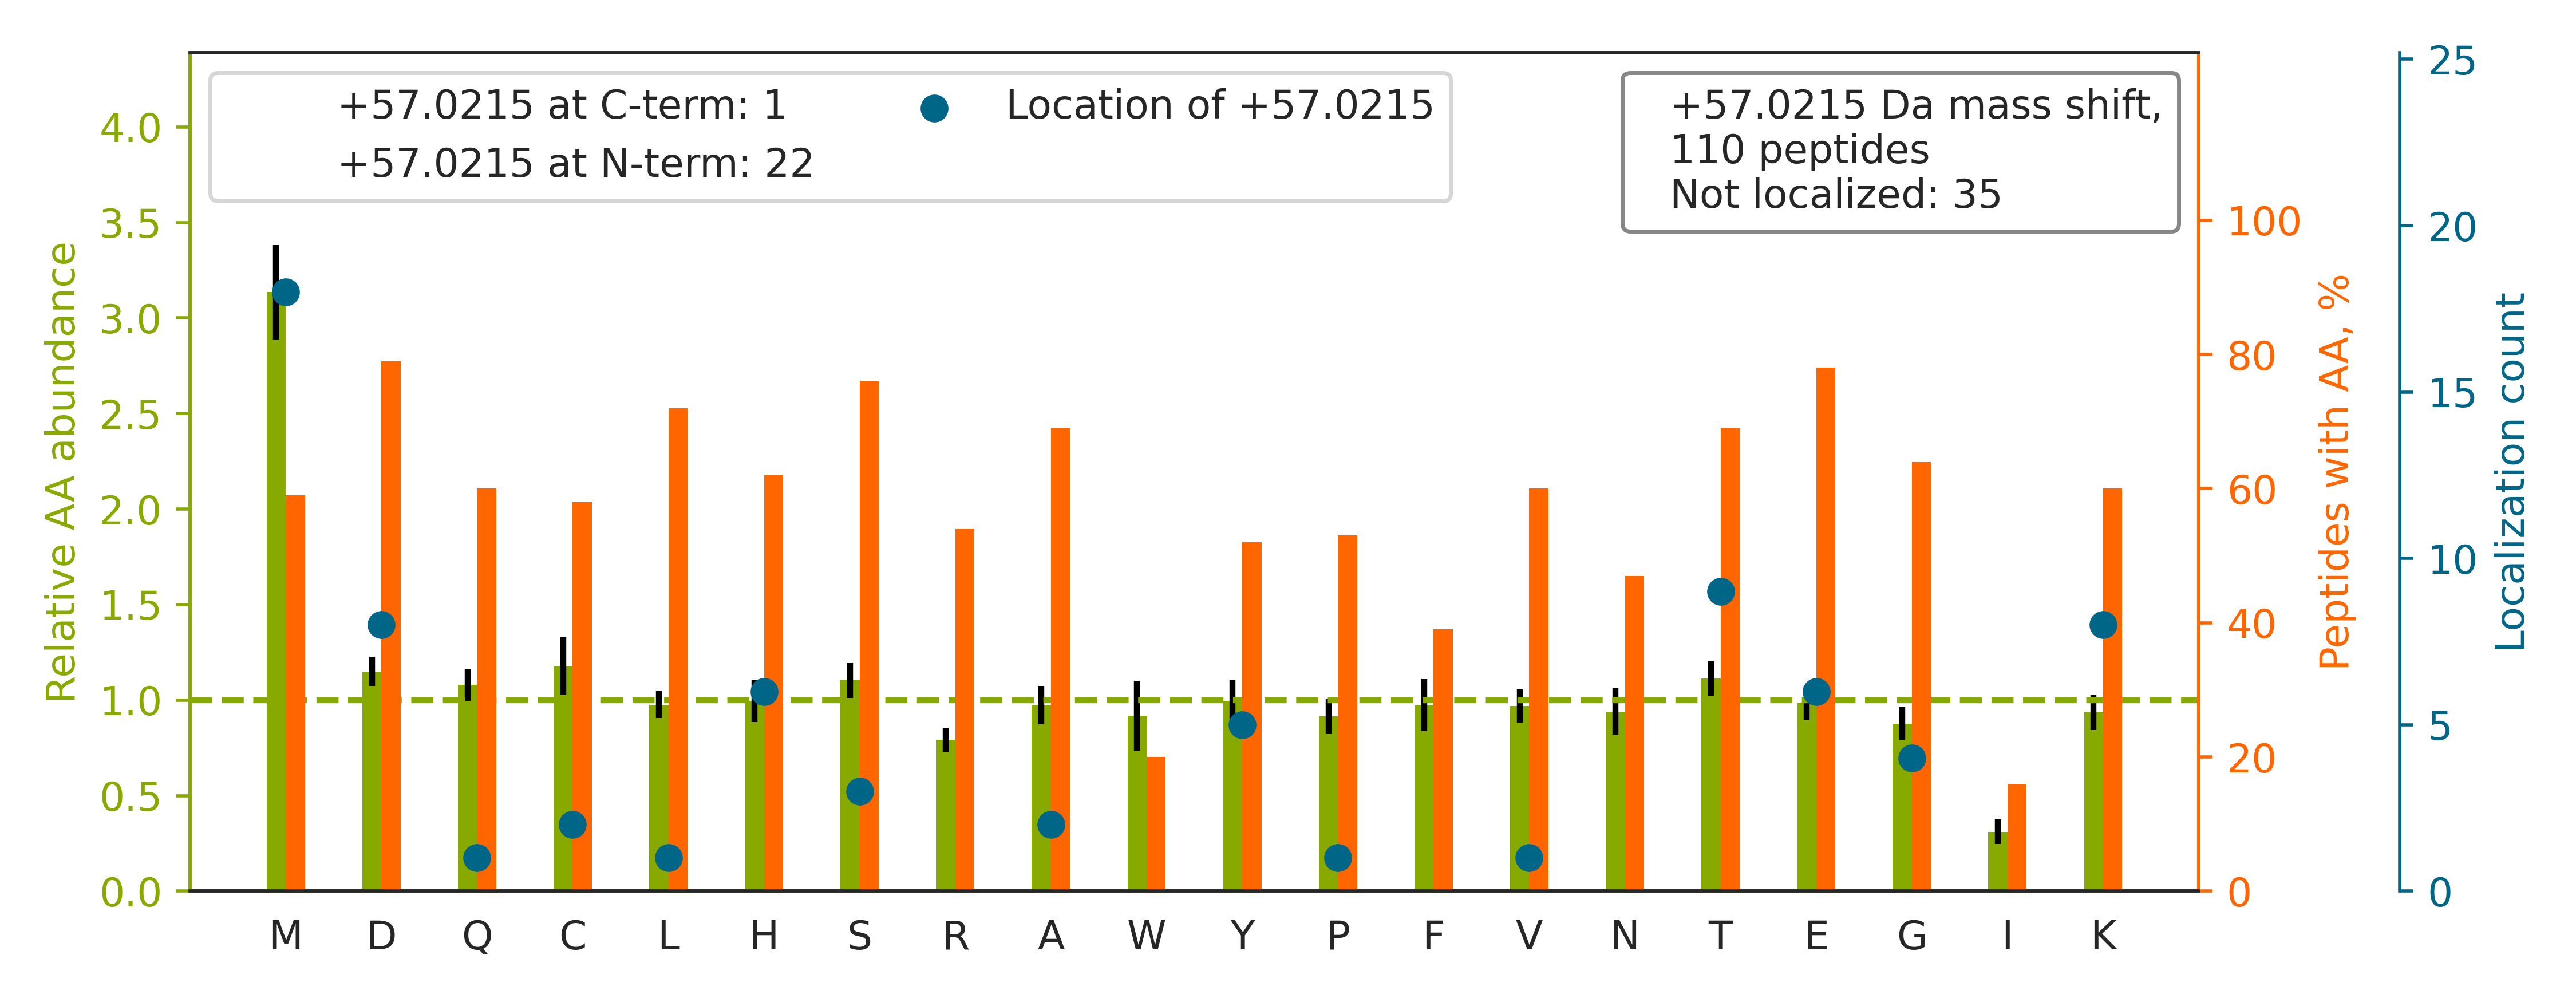 +57.0215 at C-term: 1
+57.0215 at N-term: 22
Location of +57.0215
+57.0215 Da mass shift,
110 peptides
Not localized: 35
Relative AA abundance
4.0
3.5
3.0
2.5
2.0
1.5
1.0
0.5
0.0
M D Q C L H S R A W Y P F V N T E G I K
100
80
60
40
20
0
Peptides with AA, %
25
20
15
10
5
0
Localization count